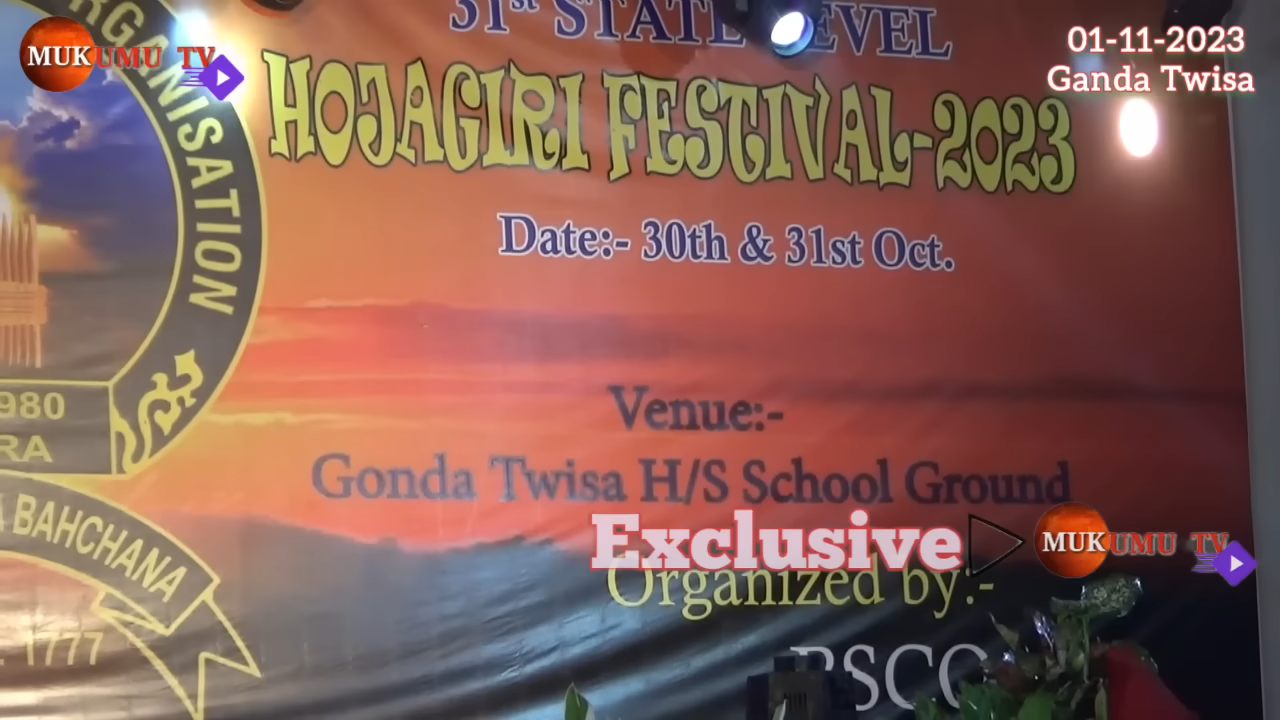 31st STATE LEVEL
HOJAGIRI FESTIVAL-2023
Date:- 30th & 31st Oct.
Venue:-
Gonda Twisa H/S School Ground
Organized by:-
ORGANISATION
980
RA
BAHCHANA
1777
MUKUMU TV
01-11-2023
Ganda Twisa
Exclusive
MUKUMU TV